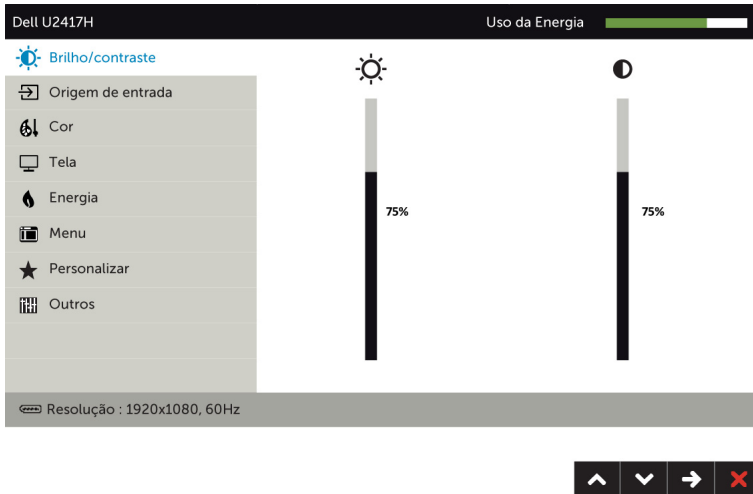 Dell U2417H
Uso da Energia
Brilho/contraste
Origem de entrada
Cor
Tela
Energia
Menu
Personalizar
Outros
75%
75%
Resolução : 1920x1080, 60Hz